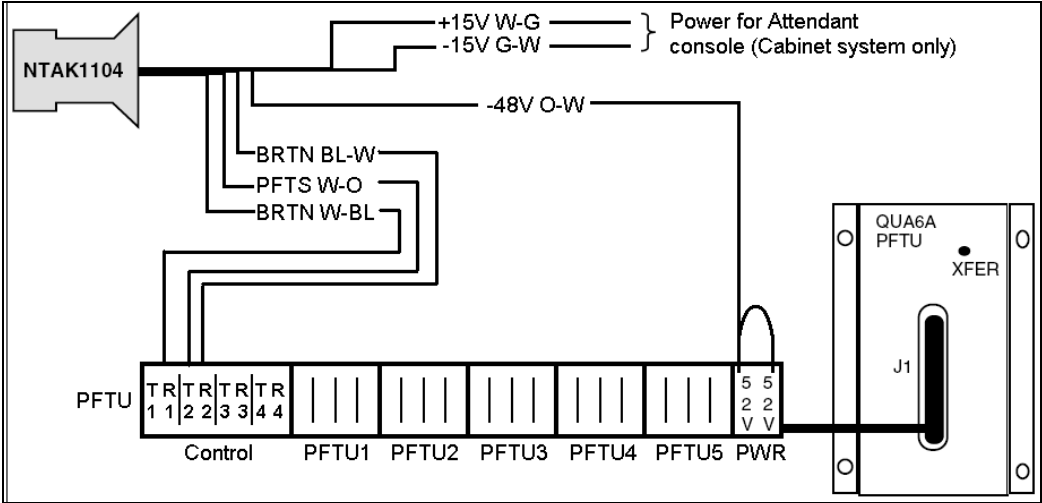 +15V W-G
-15V G-W
Power for Attendant
console (Cabinet system only)
NTAK1104
-48V O-W
BRTN BL-W
PFTS W-O
BRTN W-BL
QUA6A
PFTU
XFER
J1
PFTU
T R T R T R T R
1 1 2 2 3 3 4 4
5 5
2 2
V V
Control
PFTU1
PFTU2
PFTU3
PFTU4
PFTU5
PWR